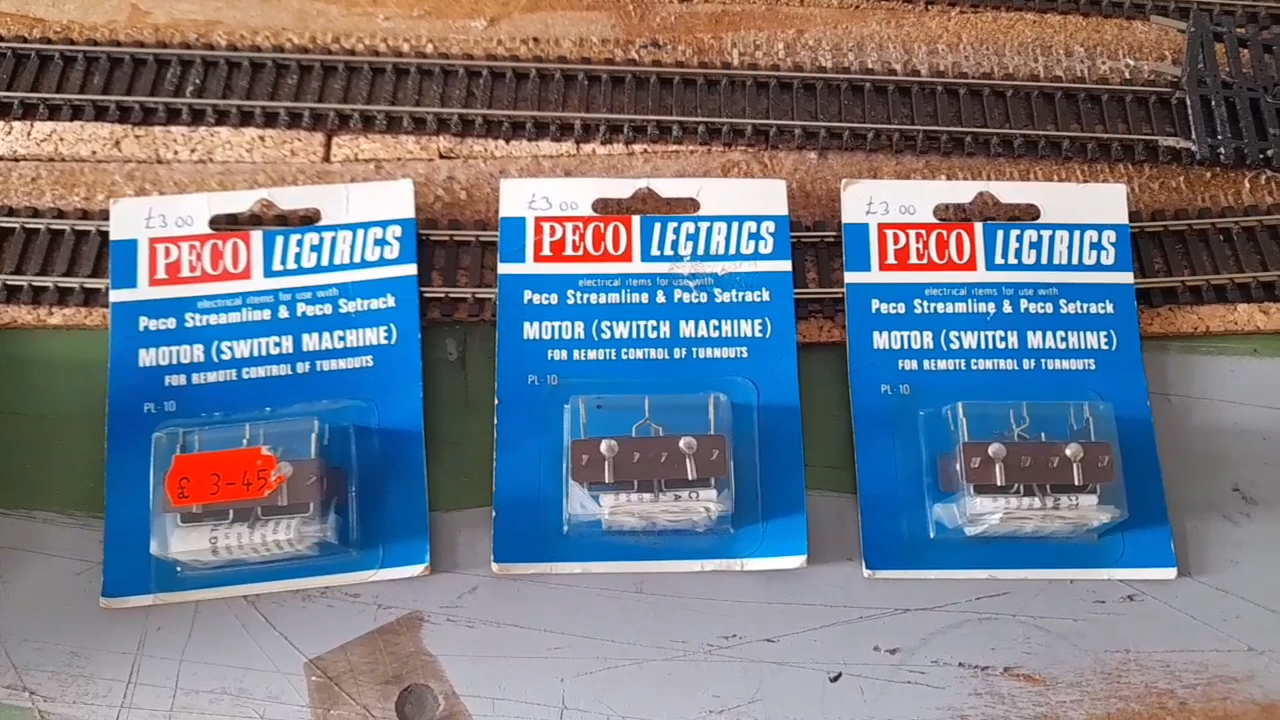 £3.00
PECO LECTRICS
electrical items for use with
Peco Streamline & Peco Setrack
MOTOR (SWITCH MACHINE)
FOR REMOTE CONTROL OF TURNOUTS
PL-10
£ 3-45
£3.00
PECO LECTRICS
electrical items for use with
Peco Streamline & Peco Setrack
MOTOR (SWITCH MACHINE)
FOR REMOTE CONTROL OF TURNOUTS
PL-10
£3.00
PECO LECTRICS
electrical items for use with
Peco Streamline & Peco Setrack
MOTOR (SWITCH MACHINE)
FOR REMOTE CONTROL OF TURNOUTS
PL-10